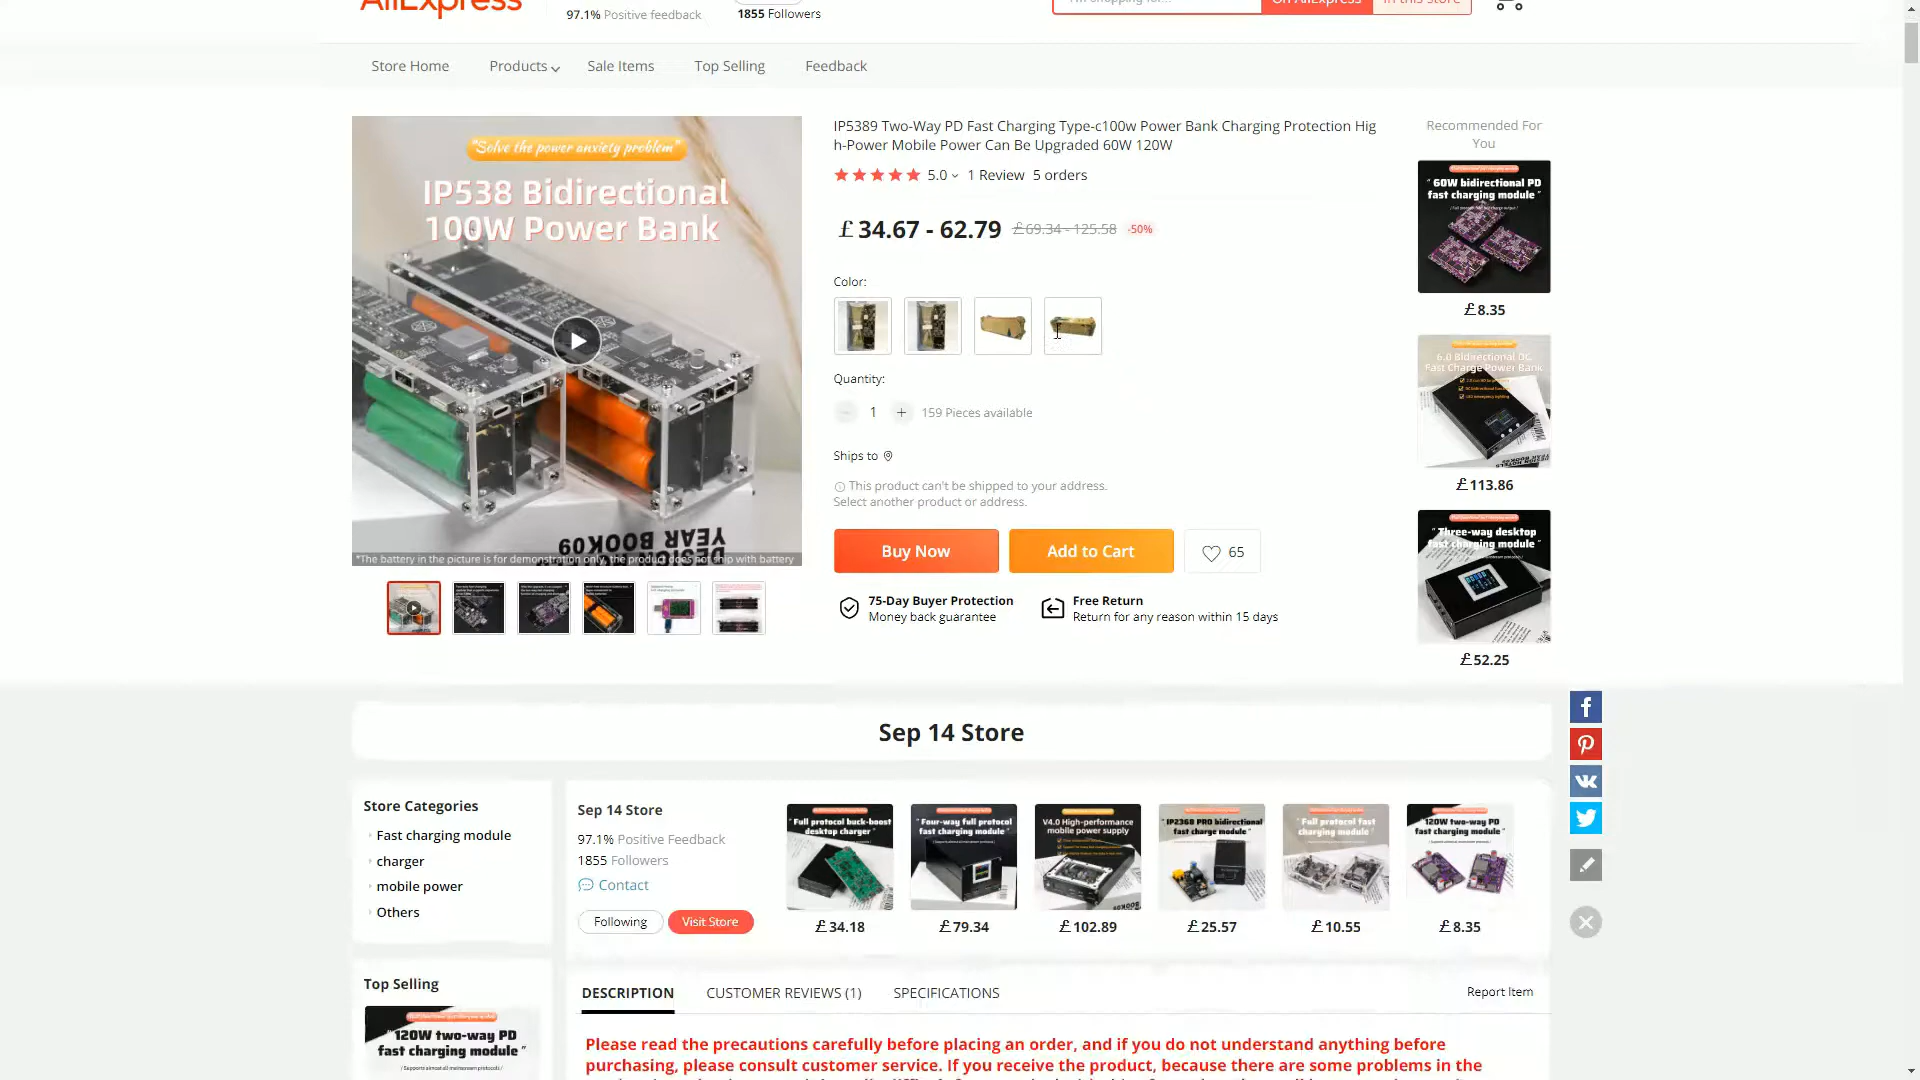 AliExpress
97.1% Positive feedback
1855 Followers
On AliExpress
In this store
Store Home
Products
Sale Items
Top Selling
Feedback
"Solve the power anxiety problem"
IP538 Bidirectional
100W Power Bank
YEAR BOOK09
*The battery in the picture is for demonstration only, the product does not ship with battery
IP5389 Two-Way PD Fast Charging Type-c100w Power Bank Charging Protection Hig
h-Power Mobile Power Can Be Upgraded 60W 120W
5.0
1 Review
5 orders
£34.67 - 62.79
£69.34 - 125.58
-50%
Color:
Quantity:
1
+
159 Pieces available
Ships to
This product can't be shipped to your address.
Select another product or address.
Buy Now
Add to Cart
65
75-Day Buyer Protection
Money back guarantee
Free Return
Return for any reason within 15 days
Recommended For
You
"60W bidirectional PD
fast charging module"
£8.35
6.0 Bidirectional DC
Fast Charge Power Bank
£113.86
"Three-way desktop
fast charging module"
£52.25
Sep 14 Store
Store Categories
Fast charging module
charger
mobile power
Others
Sep 14 Store
97.1% Positive Feedback
1855 Followers
Contact
Following
Visit Store
"Full protocol buck-boost
desktop charger"
£34.18
"Four-way full protocol
fast charging module"
£79.34
V4.0 High-performance
mobile power supply
£102.89
"IP2368 PRO bidirectional
fast charge module"
£25.57
"Full protocol fast
charging module"
£10.55
"120W two-way PD
fast charging module"
£8.35
Top Selling
"120W two-way PD
fast charging module"
/ Supports almost all mainstream protocols /
DESCRIPTION
CUSTOMER REVIEWS (1)
SPECIFICATIONS
Report Item
Please read the precautions carefully before placing an order, and if you do not understand anything before
purchasing, please consult customer service. If you receive the product, because there are some problems in the